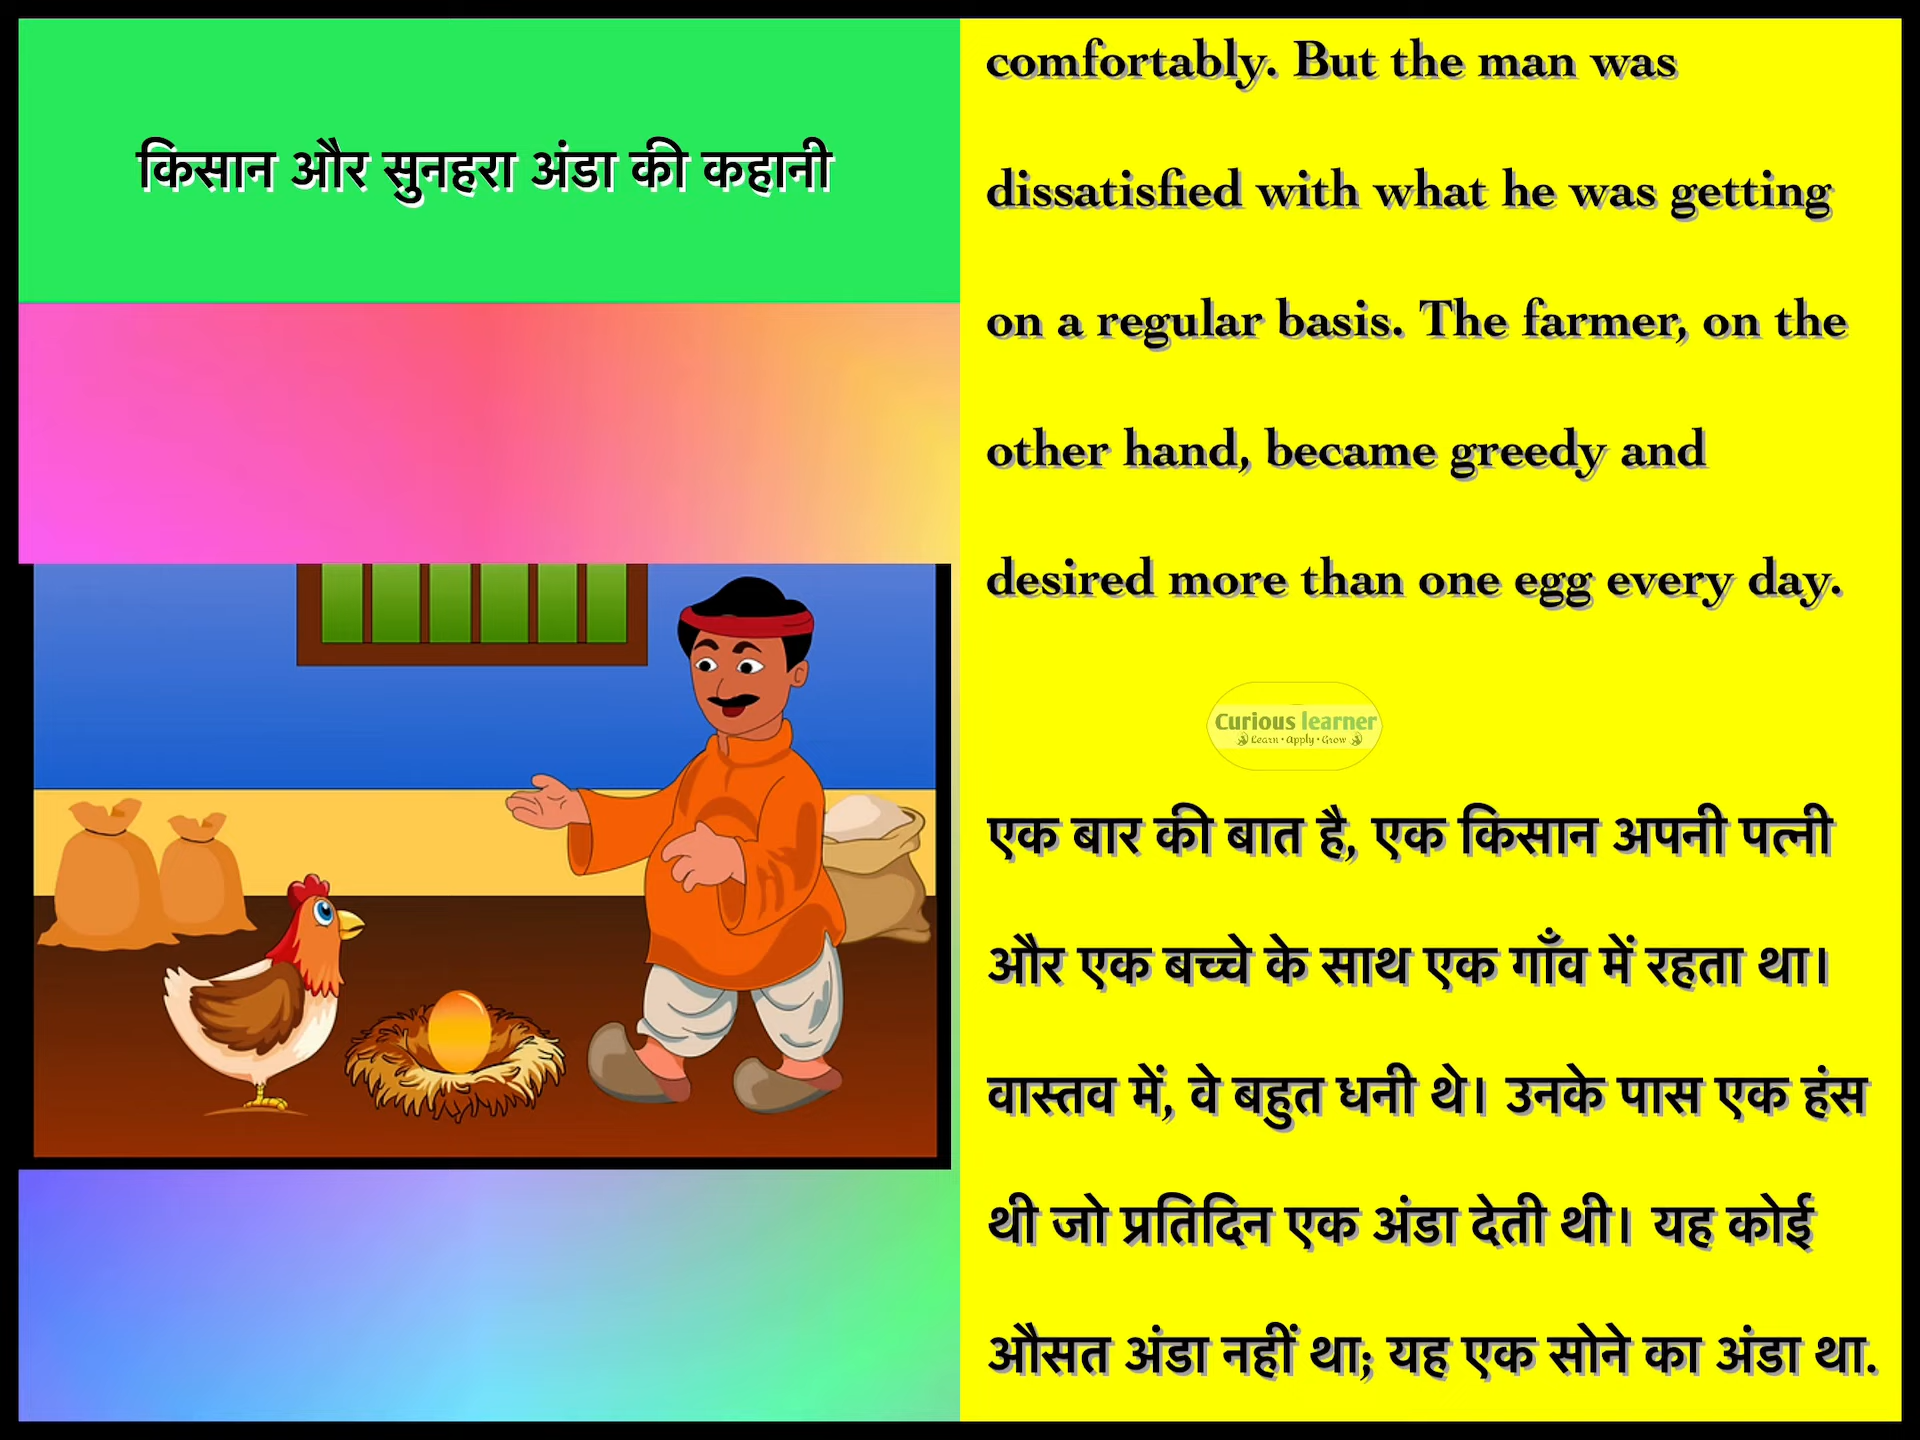 किसान और सुनहरा अंडा की कहानी
comfortably. But the man was
dissatisfied with what he was getting
on a regular basis. The farmer, on the
other hand, became greedy and
desired more than one egg every day.
Curious learner
Learn • Apply • Grow
एक बार की बात है, एक किसान अपनी पत्नी
और एक बच्चे के साथ एक गाँव में रहता था।
वास्तव में, वे बहुत धनी थे। उनके पास एक हंस
थी जो प्रतिदिन एक अंडा देती थी। यह कोई
औसत अंडा नहीं था; यह एक सोने का अंडा था.